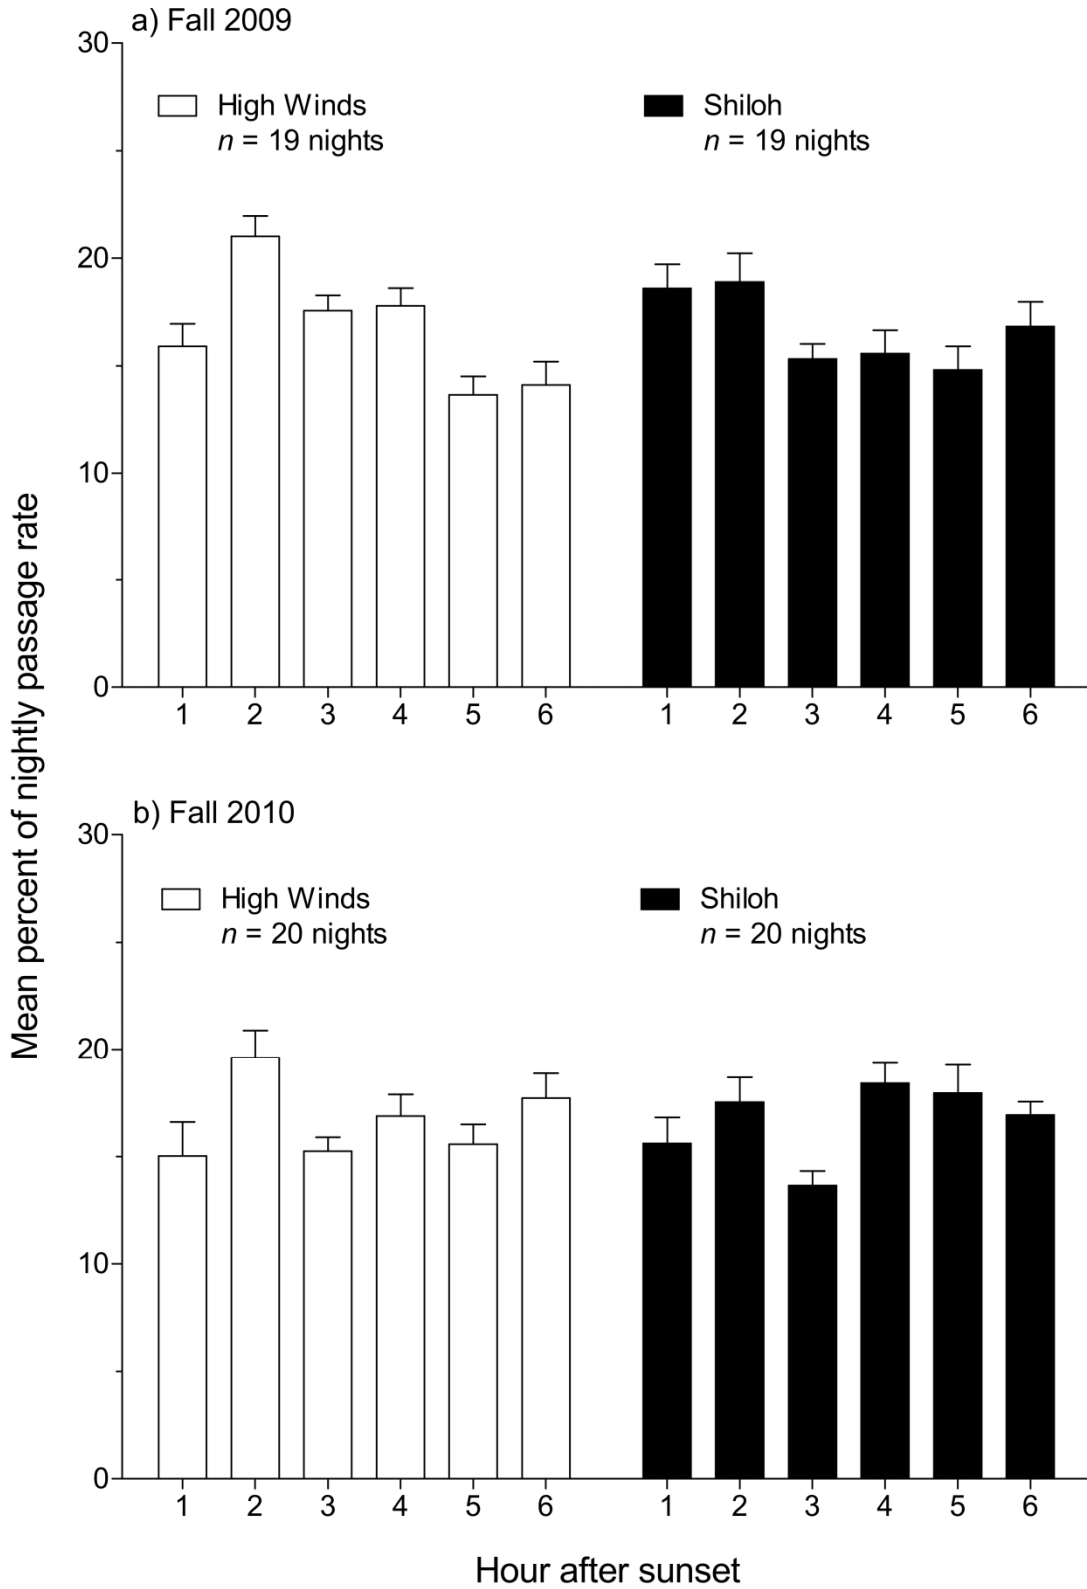 a) Fall 2009
30
High Winds
n = 19 nights
Shiloh
n = 19 nights
20
10
0
1 2 3 4 5 6 1 2 3 4 5 6
Mean percent of nightly passage rate
b) Fall 2010
30
High Winds
n = 20 nights
Shiloh
n = 20 nights
20
10
0
1 2 3 4 5 6 1 2 3 4 5 6
Hour after sunset